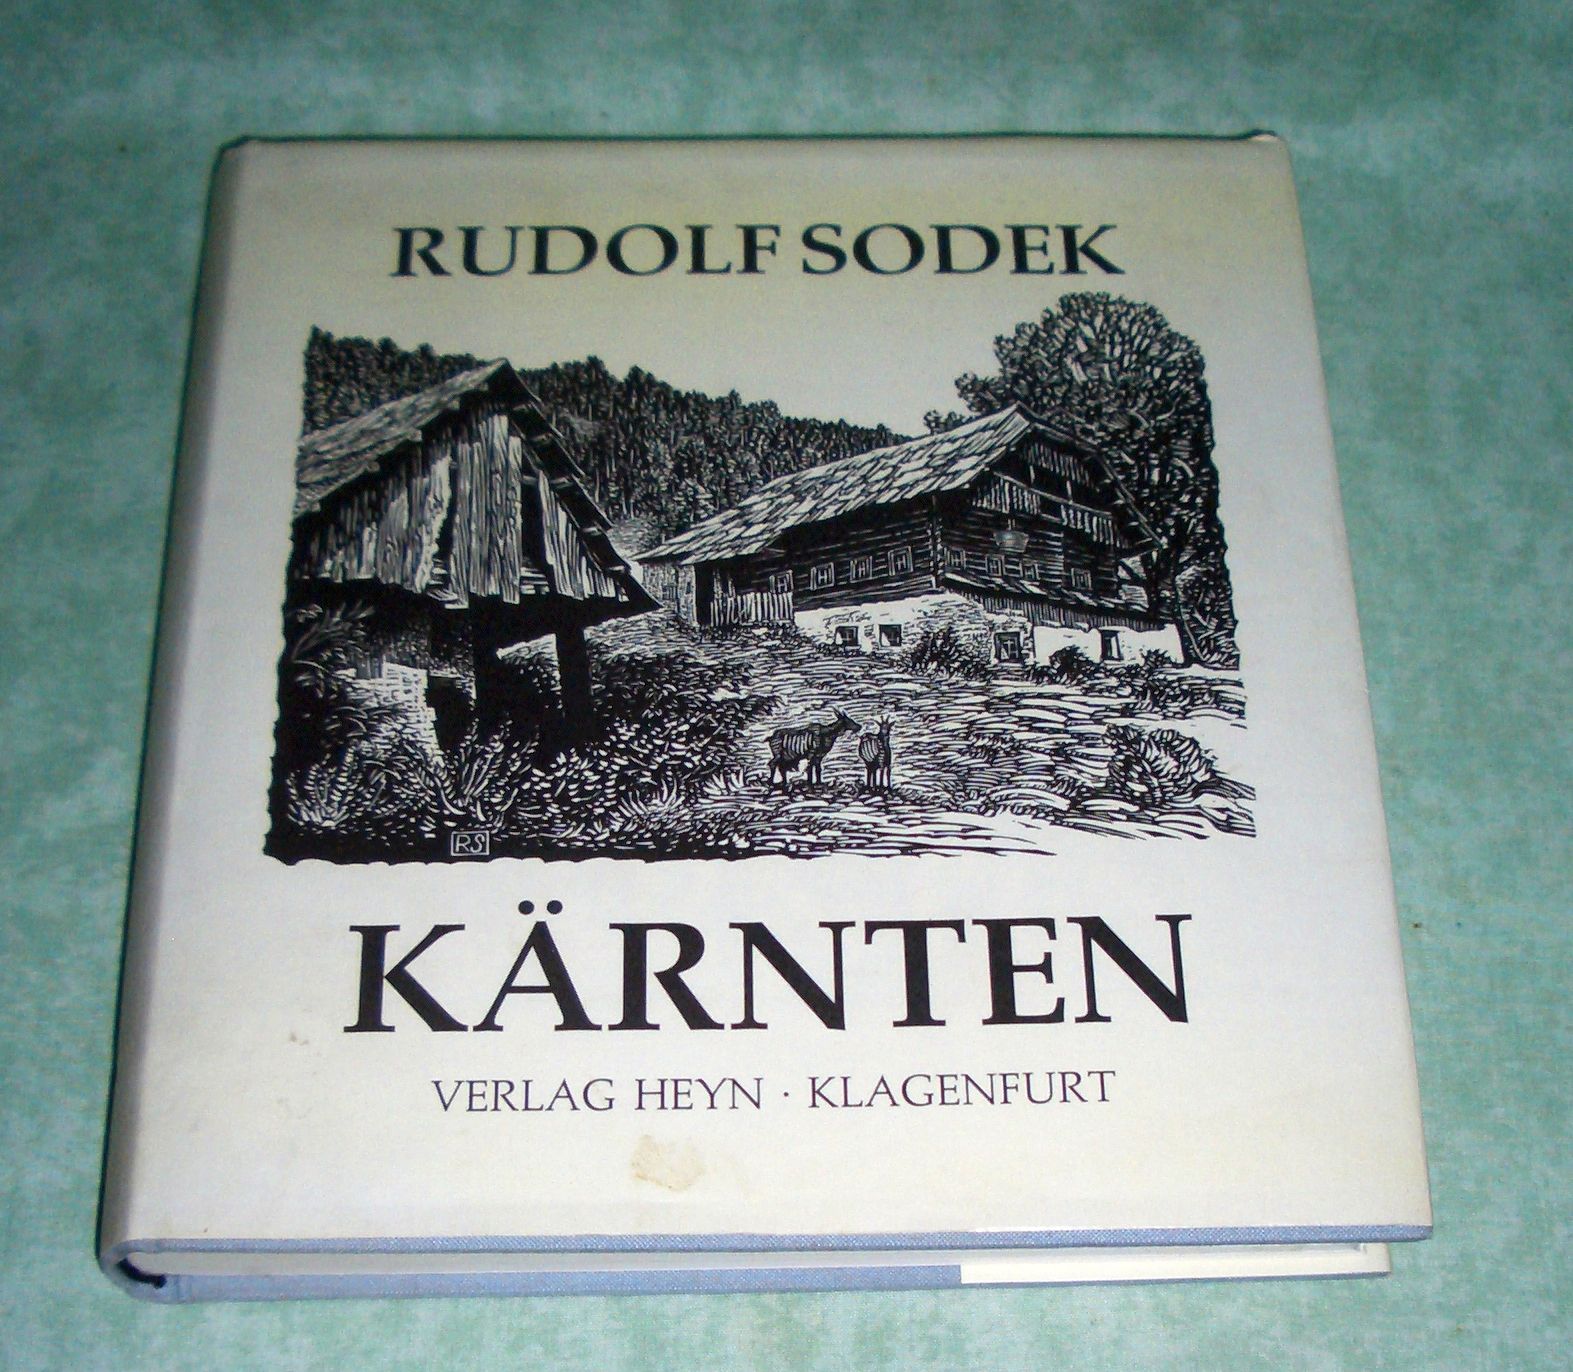 RUDOLF SODEK
RS
KÄRNTEN
VERLAG HEYN · KLAGENFURT